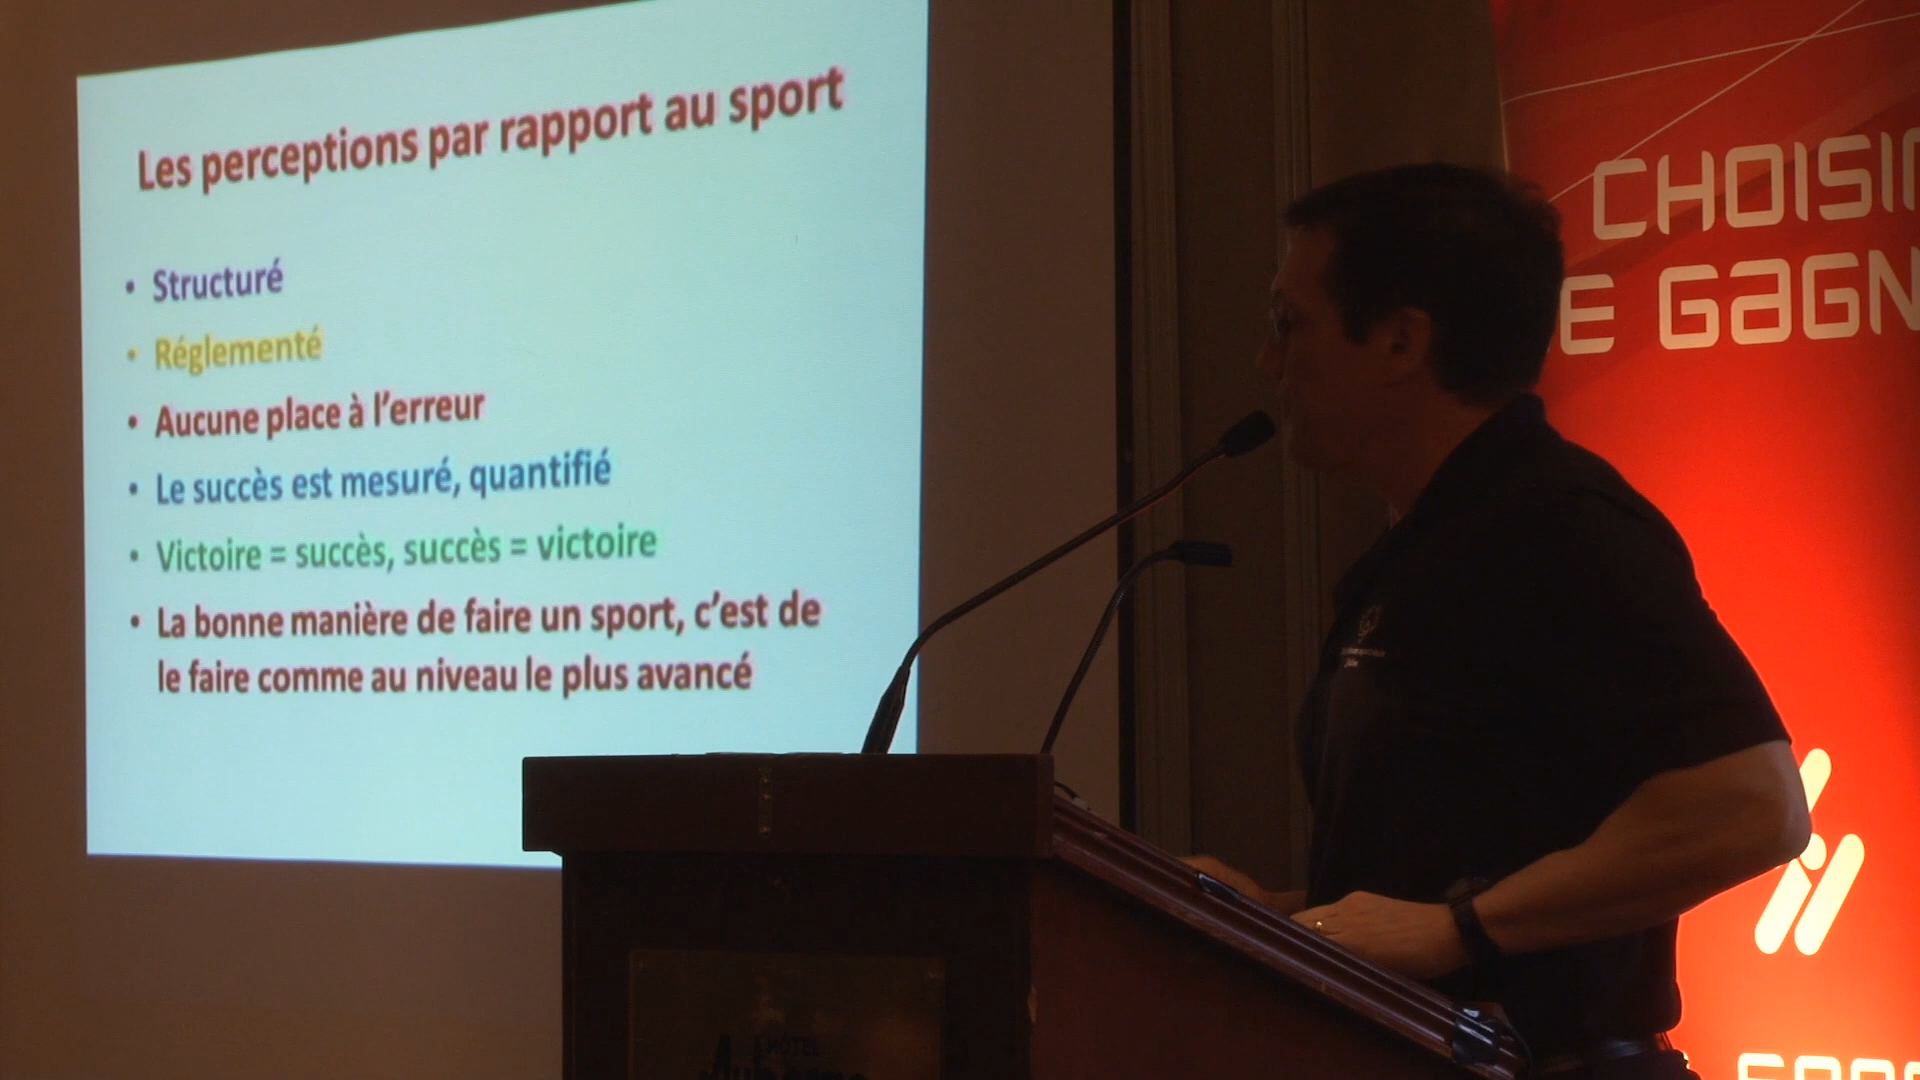 Les perceptions par rapport au sport
• Structuré
• Réglementé
• Aucune place à l'erreur
• Le succès est mesuré, quantifié
• Victoire = succès, succès = victoire
• La bonne manière de faire un sport, c'est de
le faire comme au niveau le plus avancé
CHOISI
E GAGN
HÔTEL